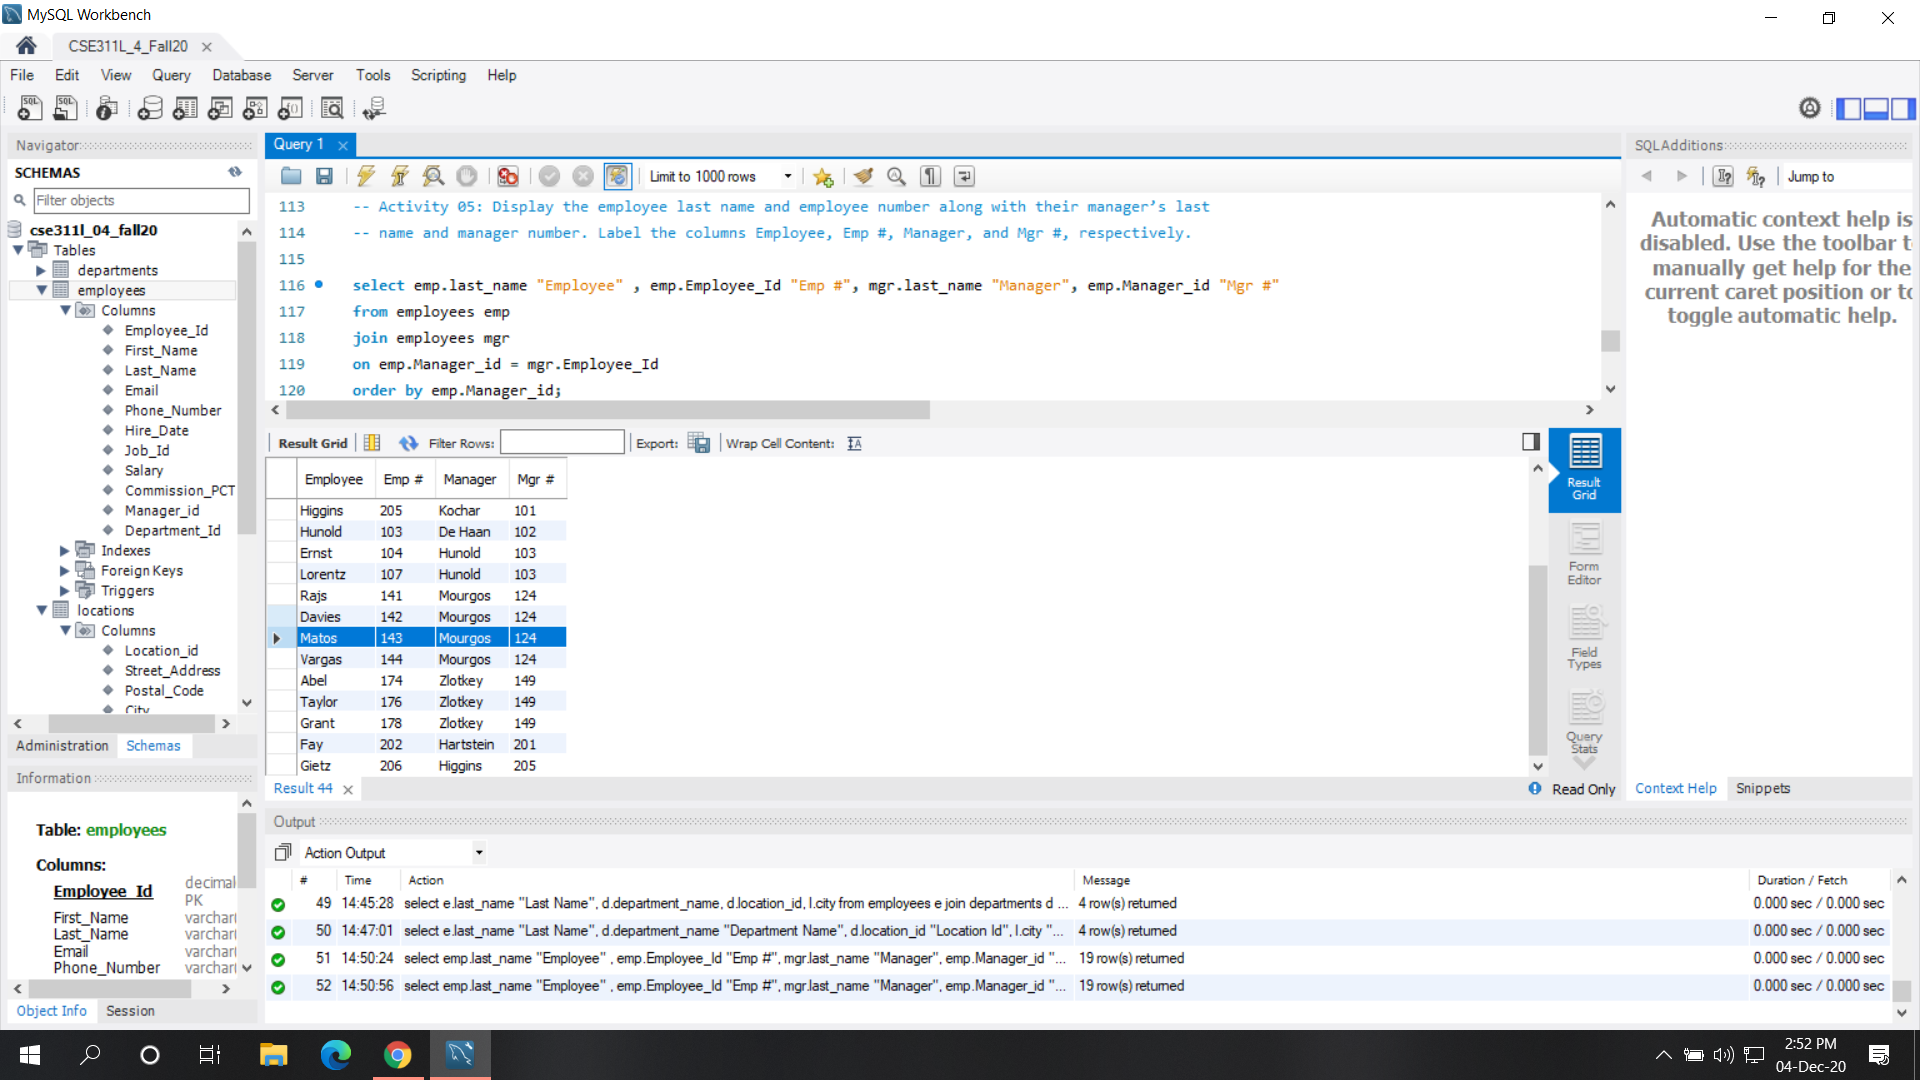 MySQL Workbench
CSE311L_4_Fall20
File Edit View Query Database Server Tools Scripting Help
Navigator
SCHEMAS
Filter objects
cse311l_04_fall20
Tables
departments
employees
Columns
Employee_Id
First_Name
Last_Name
Email
Phone_Number
Hire_Date
Job_Id
Salary
Commission_PCT
Manager_id
Department_Id
Indexes
Foreign Keys
Triggers
locations
Columns
Location_id
Street_Address
Postal_Code
City
Administration Schemas
Information
Table: employees
Columns:
Employee_Id decimal
PK
First_Name varchar(
Last_Name varchar(
Email varchar(
Phone_Number varchar(
Object Info Session
Query 1
Limit to 1000 rows
113 -- Activity 05: Display the employee last name and employee number along with their manager’s last
114 -- name and manager number. Label the columns Employee, Emp #, Manager, and Mgr #, respectively.
115
116 select emp.last_name "Employee" , emp.Employee_Id "Emp #", mgr.last_name "Manager", emp.Manager_id "Mgr #"
117 from employees emp
118 join employees mgr
119 on emp.Manager_id = mgr.Employee_Id
120 order by emp.Manager_id;
Result Grid Filter Rows: Export: Wrap Cell Content:
Employee Emp # Manager Mgr #
Higgins 205 Kochar 101
Hunold 103 De Haan 102
Ernst 104 Hunold 103
Lorentz 107 Hunold 103
Rajs 141 Mourgos 124
Davies 142 Mourgos 124
Matos 143 Mourgos 124
Vargas 144 Mourgos 124
Abel 174 Zlotkey 149
Taylor 176 Zlotkey 149
Grant 178 Zlotkey 149
Fay 202 Hartstein 201
Gietz 206 Higgins 205
Result
Grid
Form
Editor
Field
Types
Query
Stats
Result 44
Read Only
SQLAdditions
Jump to
Automatic context help is
disabled. Use the toolbar t
manually get help for the
current caret position or to
toggle automatic help.
Context Help Snippets
Output
Action Output
# Time Action Message Duration / Fetch
49 14:45:28 select e.last_name "Last Name", d.department_name, d.location_id, l.city from employees e join departments d ... 4 row(s) returned 0.000 sec / 0.000 sec
50 14:47:01 select e.last_name "Last Name", d.department_name "Department Name", d.location_id "Location Id", l.city "... 4 row(s) returned 0.000 sec / 0.000 sec
51 14:50:24 select emp.last_name "Employee" , emp.Employee_Id "Emp #", mgr.last_name "Manager", emp.Manager_id "... 19 row(s) returned 0.000 sec / 0.000 sec
52 14:50:56 select emp.last_name "Employee" , emp.Employee_Id "Emp #", mgr.last_name "Manager", emp.Manager_id "... 19 row(s) returned 0.000 sec / 0.000 sec
2:52 PM
04-Dec-20